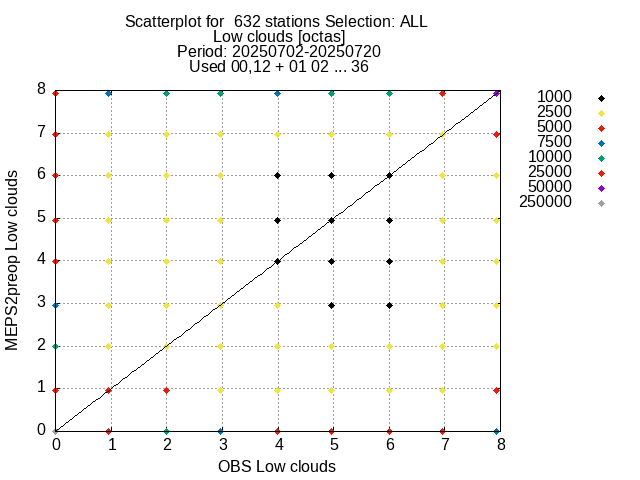 Scatterplot for  632 stations Selection: ALL
Low clouds [octas]
Period: 20250702-20250720
Used 00,12 + 01 02 ... 36
1000
2500
5000
7500
10000
25000
50000
250000
MEPS2preop Low clouds
8
7
6
5
4
3
2
1
0
0 1 2 3 4 5 6 7 8
OBS Low clouds